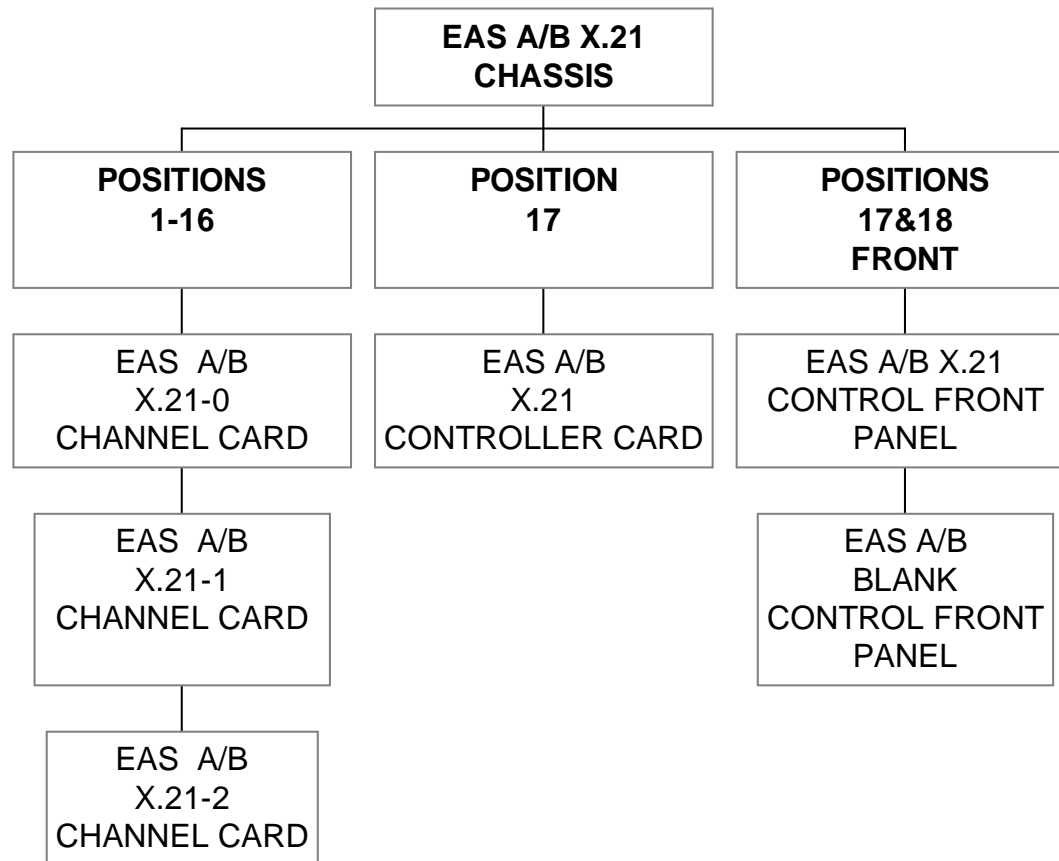 EAS A/B X.21
CHASSIS
POSITIONS
1-16
POSITION
17
POSITIONS
17&18
FRONT
EAS A/B
X.21-0
CHANNEL CARD
EAS A/B
X.21
CONTROLLER CARD
EAS A/B X.21
CONTROL FRONT
PANEL
EAS A/B
X.21-1
CHANNEL CARD
EAS A/B
BLANK
CONTROL FRONT
PANEL
EAS A/B
X.21-2
CHANNEL CARD